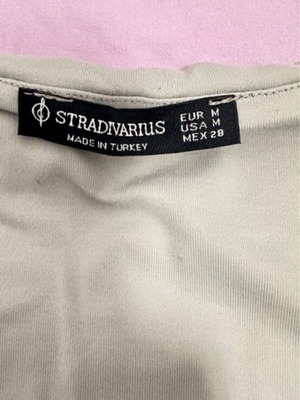 STRADIVARIUS
MADE IN TURKEY
EUR M
USA M
MEX 28